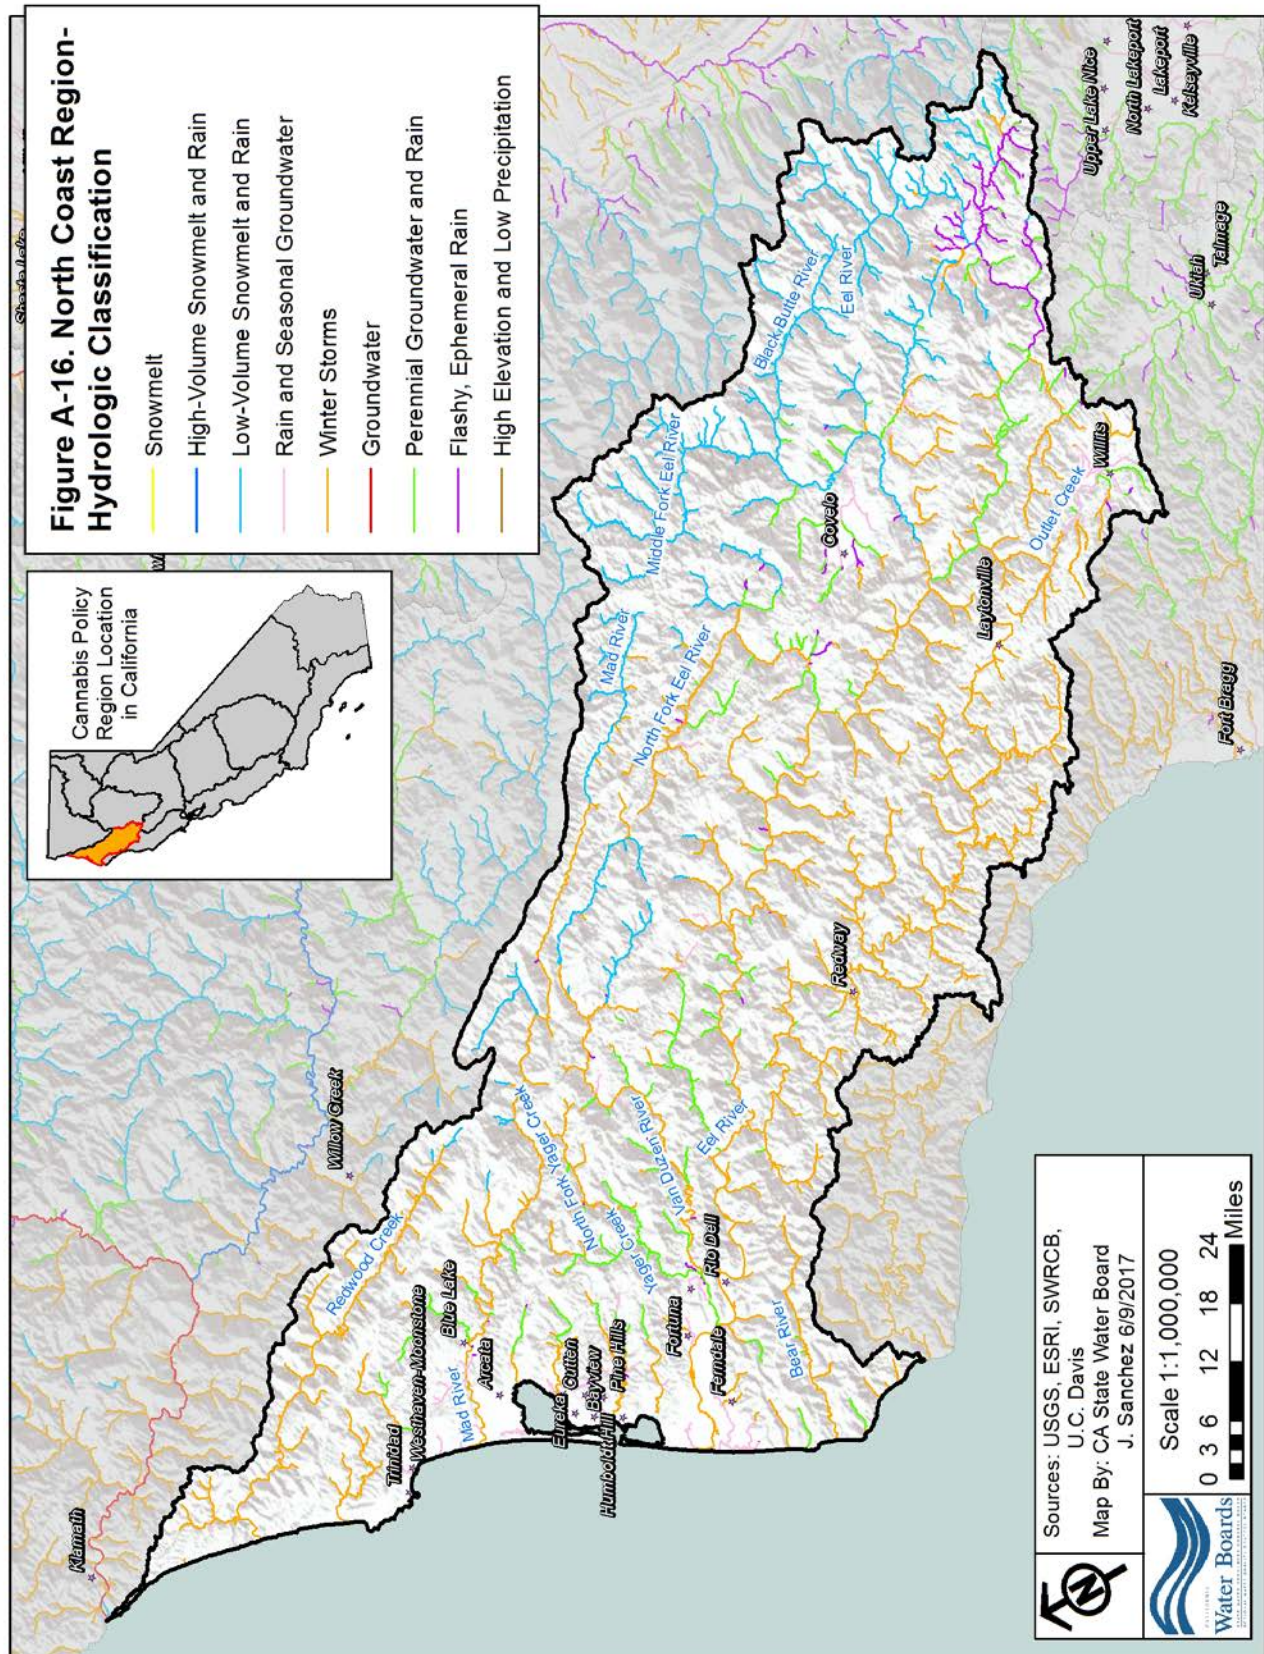 Figure A-16. North Coast Region-
Hydrologic Classification
Snowmelt
High-Volume Snowmelt and Rain
Low-Volume Snowmelt and Rain
Rain and Seasonal Groundwater
Winter Storms
Groundwater
Perennial Groundwater and Rain
Flashy, Ephemeral Rain
High Elevation and Low Precipitation
Cannabis Policy
Region Location
in California
Klamath
Willow Creek
Redwood Creek
Trinidad
Westhaven-Moonstone
Blue Lake
Mad River
Arcata
Eureka
Cutten
Bayview
Humboldt Hill
Pine Hills
North Fork Yager Creek
Yager Creek
Van Duzen River
Eel River
Fortuna
Rio Dell
Ferndale
Bear River
Redway
Mad River
North Fork Eel River
Middle Fork Eel River
Black Butte River
Eel River
Covelo
Laytonville
Outlet Creek
Willits
Fort Bragg
Ukiah
Talmage
Upper Lake
Nice
North Lakeport
Lakeport
Kelseyville
N
Sources: USGS, ESRI, SWRCB,
U.C. Davis
Map By: CA State Water Board
J. Sanchez 6/9/2017
CALIFORNIA
Water Boards
Scale 1:1,000,000
0 3 6 12 18 24
Miles